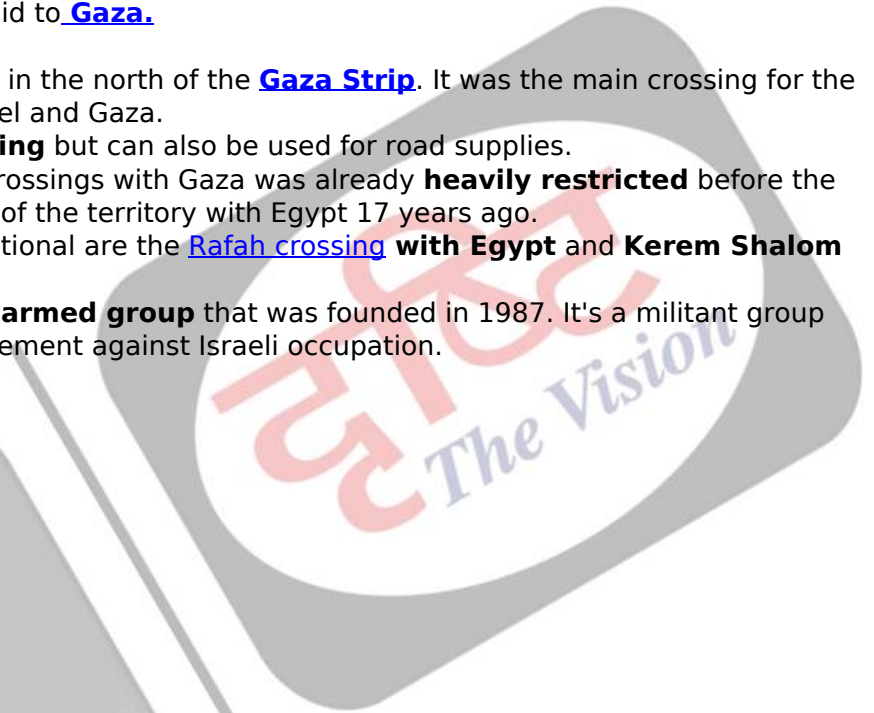 id to Gaza.
in the north of the Gaza Strip. It was the main crossing for the
el and Gaza.
ing but can also be used for road supplies.
rossings with Gaza was already heavily restricted before the
of the territory with Egypt 17 years ago.
tional are the Rafah crossing with Egypt and Kerem Shalom
armed group that was founded in 1987. It's a militant group
ement against Israeli occupation.
दृष्टि
The Vision